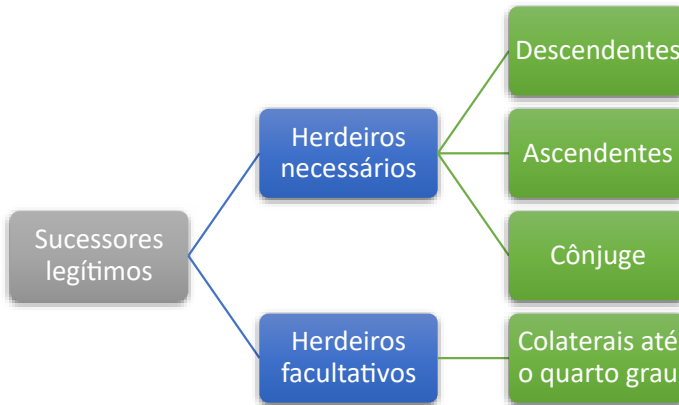 Sucessores
legítimos
Herdeiros
necessários
Descendentes
Ascendentes
Cônjuge
Herdeiros
facultativos
Colaterais até
o quarto grau